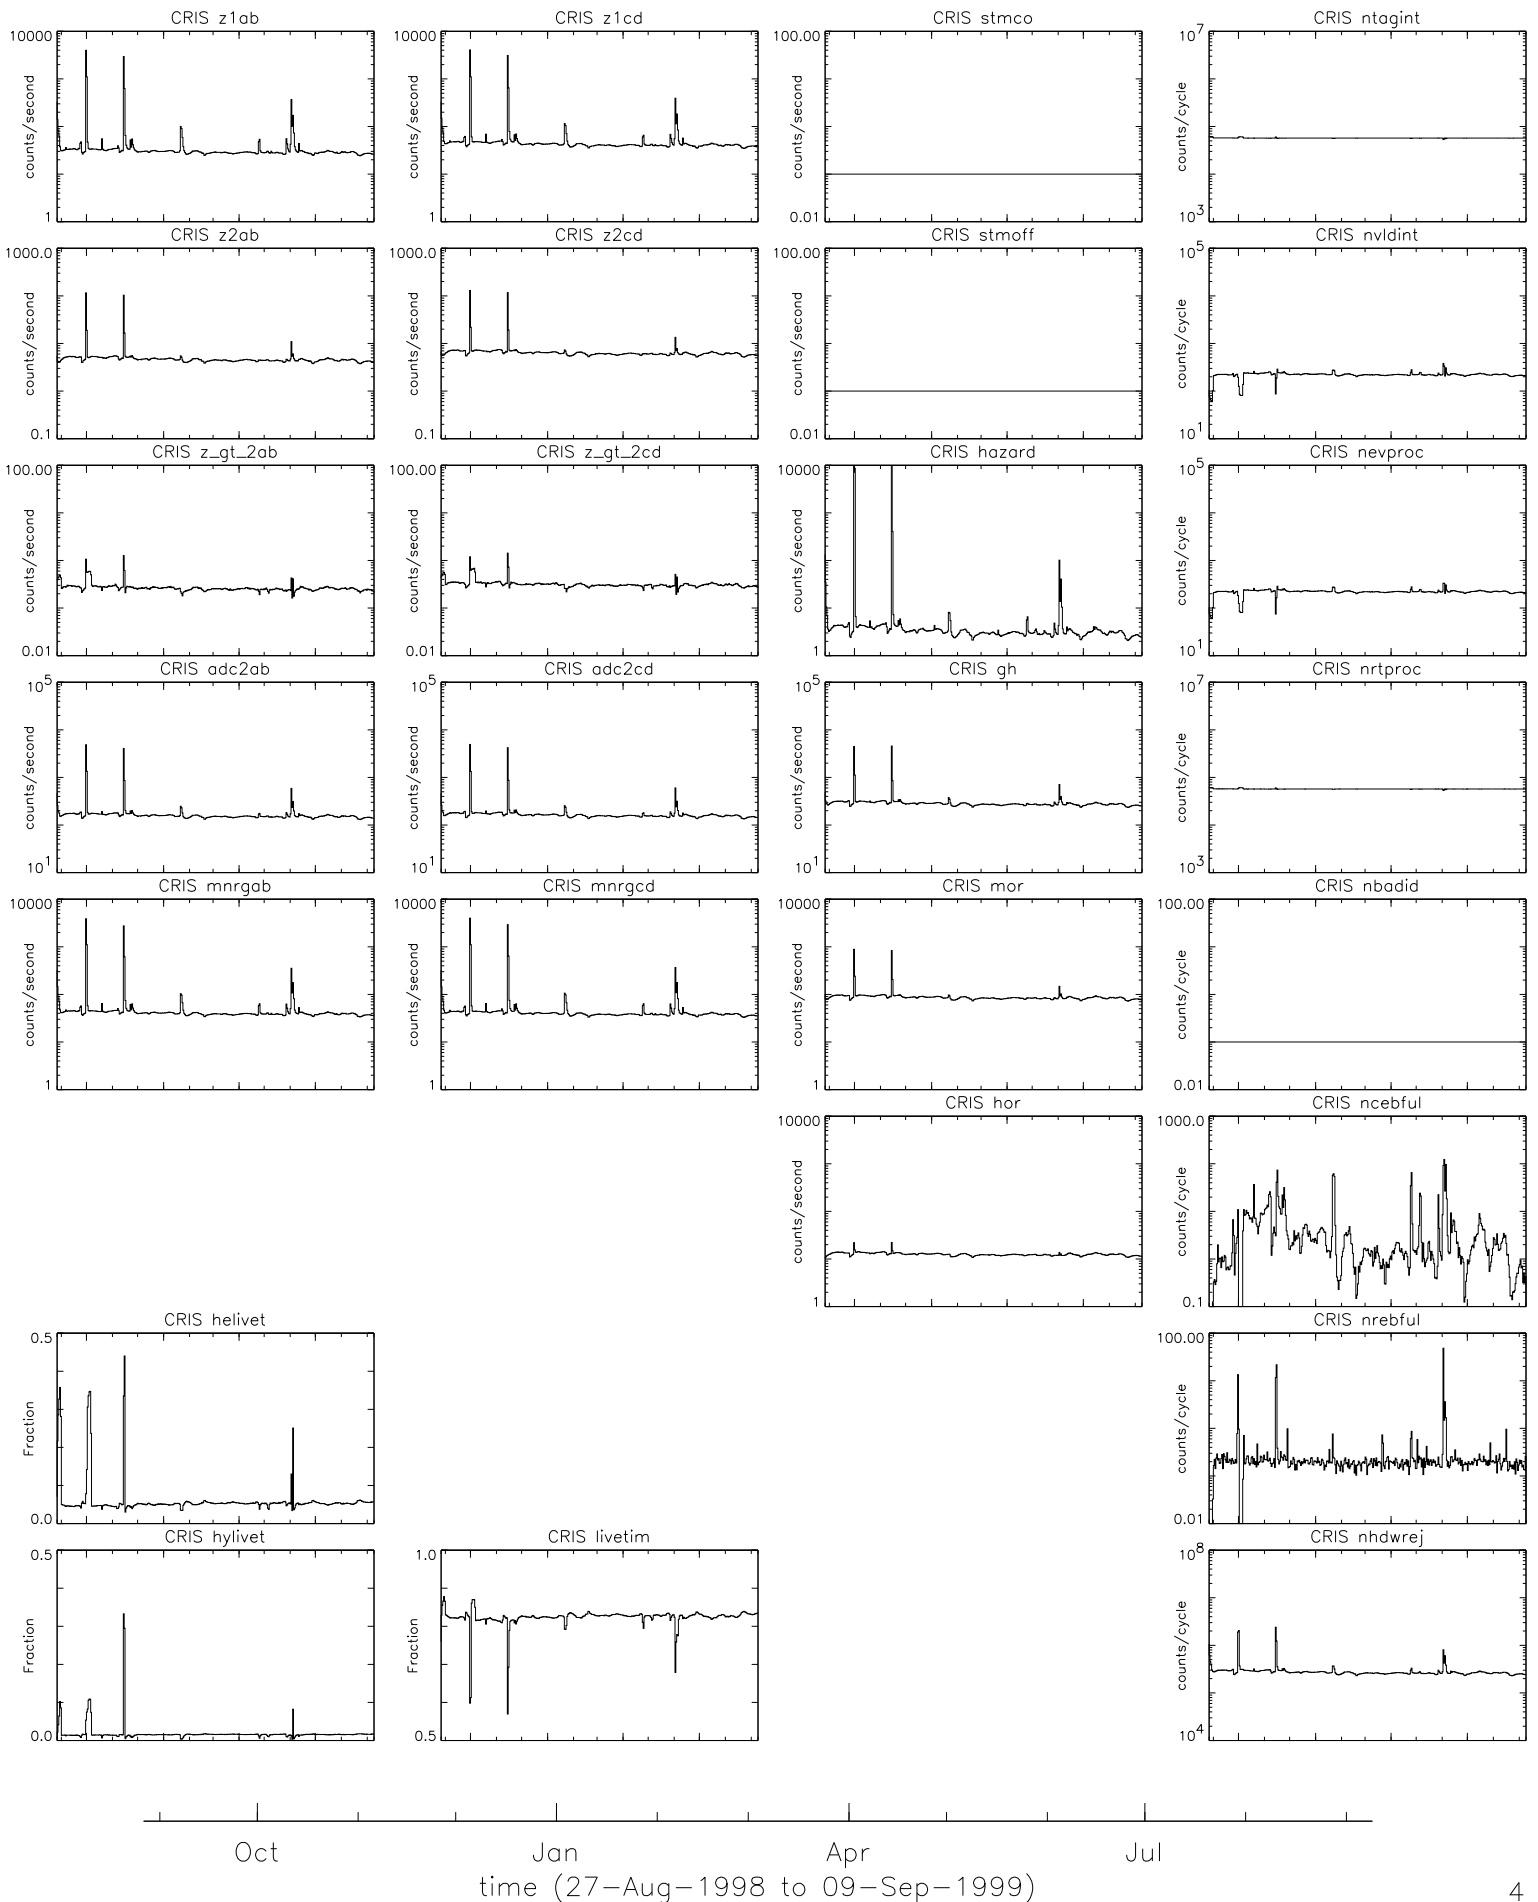 CRIS z1ab
10000
counts/second
1
CRIS z1cd
10000
counts/second
1
CRIS stmco
100.00
counts/second
0.01
CRIS ntagint
10^7
counts/cycle
10^3
CRIS z2ab
1000.0
counts/second
0.1
CRIS z2cd
1000.0
counts/second
0.1
CRIS stmoff
100.00
counts/second
0.01
CRIS nvldint
10^5
counts/cycle
10^1
CRIS z_gt_2ab
100.00
counts/second
0.01
CRIS z_gt_2cd
100.00
counts/second
0.01
CRIS hazard
10000
counts/second
1
CRIS nevproc
10^5
counts/cycle
10^1
CRIS adc2ab
10^5
counts/second
10^1
CRIS adc2cd
10^5
counts/second
10^1
CRIS gh
10^5
counts/second
10^1
CRIS nrtproc
10^7
counts/cycle
10^3
CRIS mnrgab
10000
counts/second
1
CRIS mnrgcd
10000
counts/second
1
CRIS mor
10000
counts/second
1
CRIS nbadid
100.00
counts/cycle
0.01
CRIS hor
10000
counts/second
1
CRIS ncebful
1000.0
counts/cycle
0.1
CRIS helivet
0.5
Fraction
0.0
CRIS nrebful
100.00
counts/cycle
0.01
CRIS hylivet
0.5
Fraction
0.0
CRIS livetim
1.0
Fraction
0.5
CRIS nhdwrej
10^8
counts/cycle
10^4
Oct Jan Apr Jul
time (27-Aug-1998 to 09-Sep-1999)
4